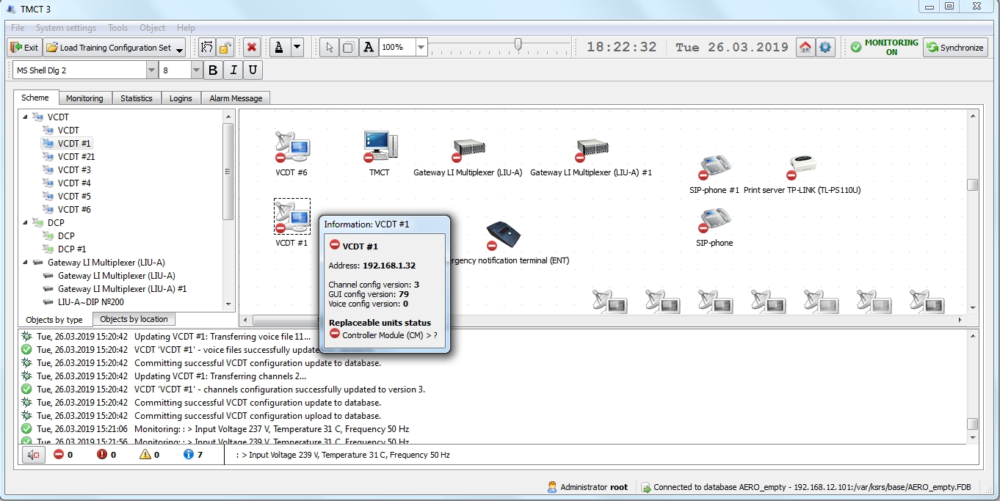 TMCT 3
File System settings Tools Object Help
Exit Load Training Configuration Set A A 100% 18:22:32 Tue 26.03.2019 MONITORING ON Synchronize
MS Shell Dlg 2 8 B I U
Scheme Monitoring Statistics Logins Alarm Message
VCDT
VCDT
VCDT #1
VCDT #21
VCDT #3
VCDT #4
VCDT #5
VCDT #6
DCP
DCP
DCP #1
Gateway LI Multiplexer (LIU-A)
Gateway LI Multiplexer (LIU-A)
Gateway LI Multiplexer (LIU-A) #1
LIU-A~DIP №200
Objects by type Objects by location
VCDT #6 TMCT Gateway LI Multiplexer (LIU-A) Gateway LI Multiplexer (LIU-A) #1
SIP-phone #1 Print server TP-LINK (TL-PS110U)
VCDT #1 SIP-phone
rgency notification terminal (ENT)
Information: VCDT #1
VCDT #1
Address: 192.168.1.32
Channel config version: 3
GUI config version: 79
Voice config version: 0
Replaceable units status
Controller Module (CM) > ?
Tue, 26.03.2019 15:20:42 Updating VCDT #1: Transferring voice file 11...
Tue, 26.03.2019 15:20:42 VCDT 'VCDT #1' - voice files successfully update
Tue, 26.03.2019 15:20:42 Committing successful VCDT configuration update to database.
Tue, 26.03.2019 15:20:42 Updating VCDT #1: Transferring channels 2...
Tue, 26.03.2019 15:20:42 VCDT 'VCDT #1' - channels configuration successfully updated to version 3.
Tue, 26.03.2019 15:20:42 Committing successful VCDT configuration update to database.
Tue, 26.03.2019 15:20:42 Committing successful VCDT configuration upload to database.
Tue, 26.03.2019 15:21:06 Monitoring: : > Input Voltage 237 V, Temperature 31 C, Frequency 50 Hz
Tue, 26.03.2019 15:21:56 Monitoring: : > Input Voltage 239 V, Temperature 31 C, Frequency 50 Hz
0 0 0 7 : > Input Voltage 239 V, Temperature 31 C, Frequency 50 Hz
Administrator root Connected to database AERO_empty - 192.168.12.101:/var/ksrs/base/AERO_empty.FDB